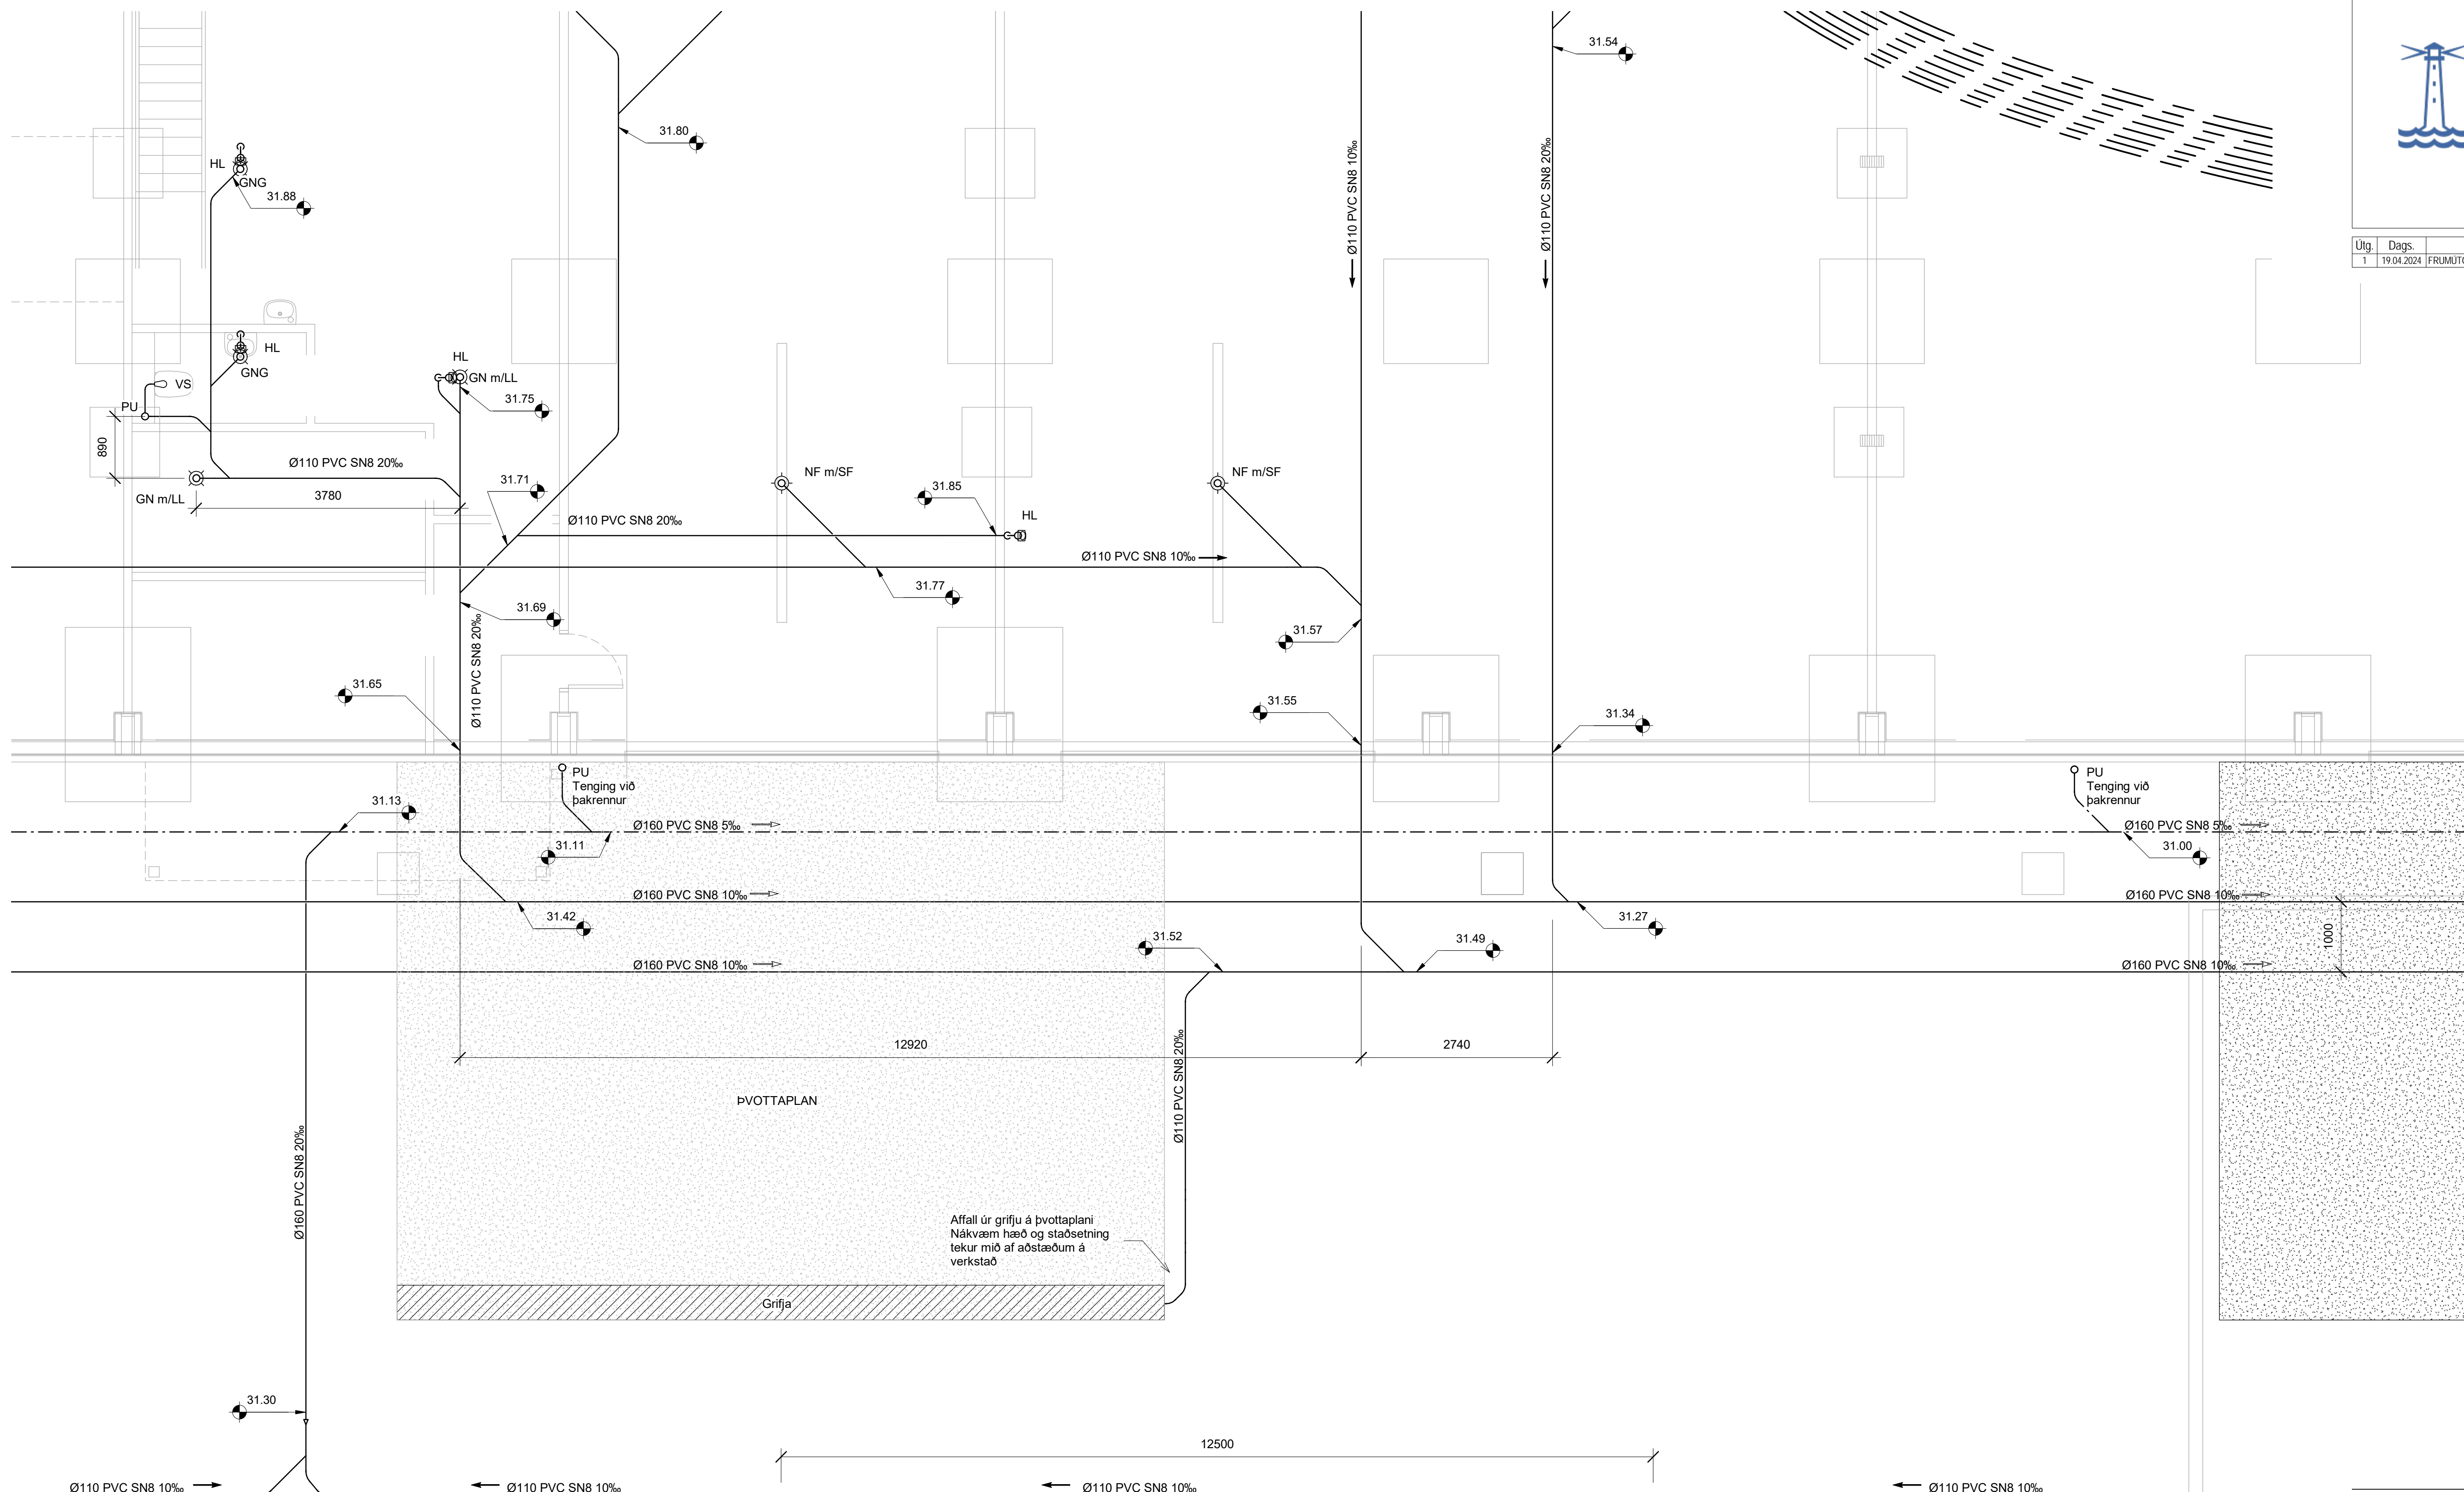 31.54
31.80
Ø110 PVC SN8 10‰
Ø110 PVC SN8 20‰
HL
GNG
31.88
Útg. Dags.
1 19.04.2024
HL
GNG
VS
PU
890
HL
GN m/LL
31.75
Ø110 PVC SN8 20‰
GN m/LL
3780
31.71
NF m/SF
31.85
NF m/SF
HL
Ø110 PVC SN8 20‰
Ø110 PVC SN8 10‰
31.77
31.69
Ø110 PVC SN8 20‰
31.57
31.65
31.55
31.34
PU
Tenging við
þakrennur
PU
Tenging við
þakrennur
31.13
Ø160 PVC SN8 5‰
Ø160 PVC SN8 5‰
31.11
31.00
Ø160 PVC SN8 10‰
Ø160 PVC SN8 10‰
31.42
31.27
31.52
31.49
1000
Ø160 PVC SN8 10‰
Ø160 PVC SN8 10‰
12920
2740
Ø110 PVC SN8 20‰
ÞVOTTAPLAN
Ø160 PVC SN8 20‰
Affall úr grifju á þvottaplani
Nákvæm hæð og staðsetning
tekur mið af aðstæðum á
verkstað
Grifja
31.30
12500
Ø110 PVC SN8 10‰
Ø110 PVC SN8 10‰
Ø110 PVC SN8 10‰
Ø110 PVC SN8 10‰